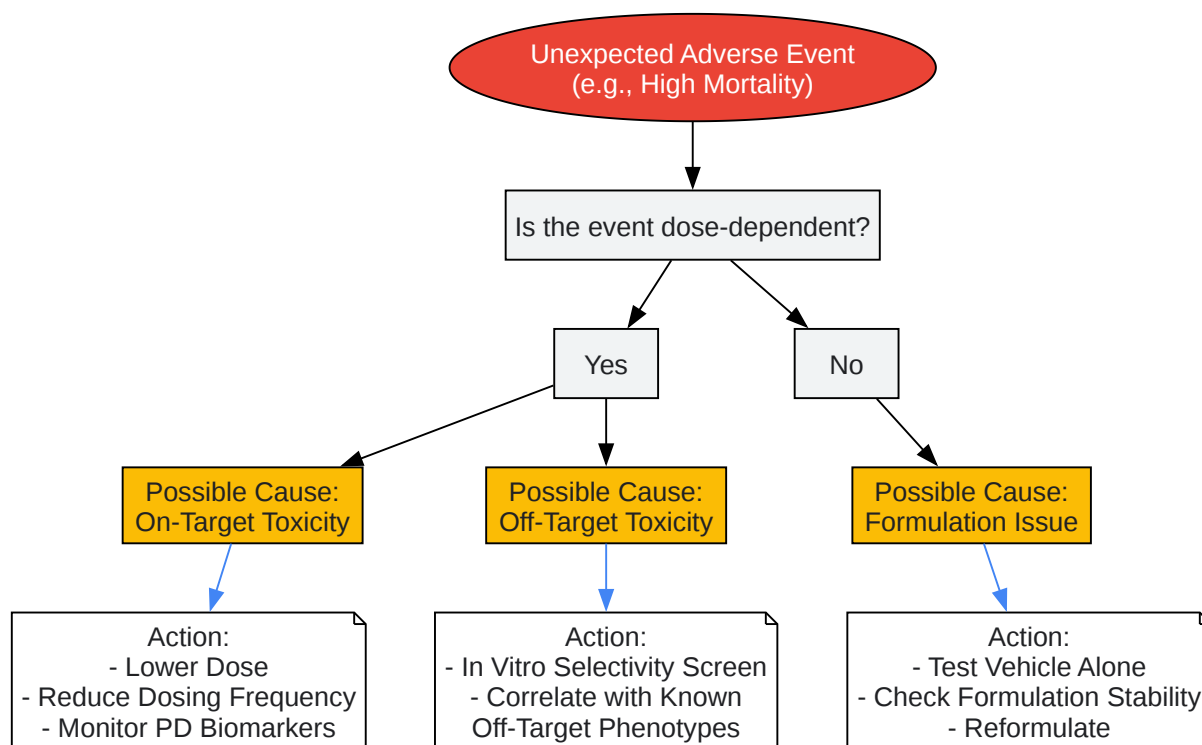 Unexpected Adverse Event
(e.g., High Mortality)
Is the event dose-dependent?
Yes
No
Possible Cause:
On-Target Toxicity
Possible Cause:
Off-Target Toxicity
Possible Cause:
Formulation Issue
Action:
- Lower Dose
- Reduce Dosing Frequency
- Monitor PD Biomarkers
Action:
- In Vitro Selectivity Screen
- Correlate with Known
Off-Target Phenotypes
Action:
- Test Vehicle Alone
- Check Formulation Stability
- Reformulate